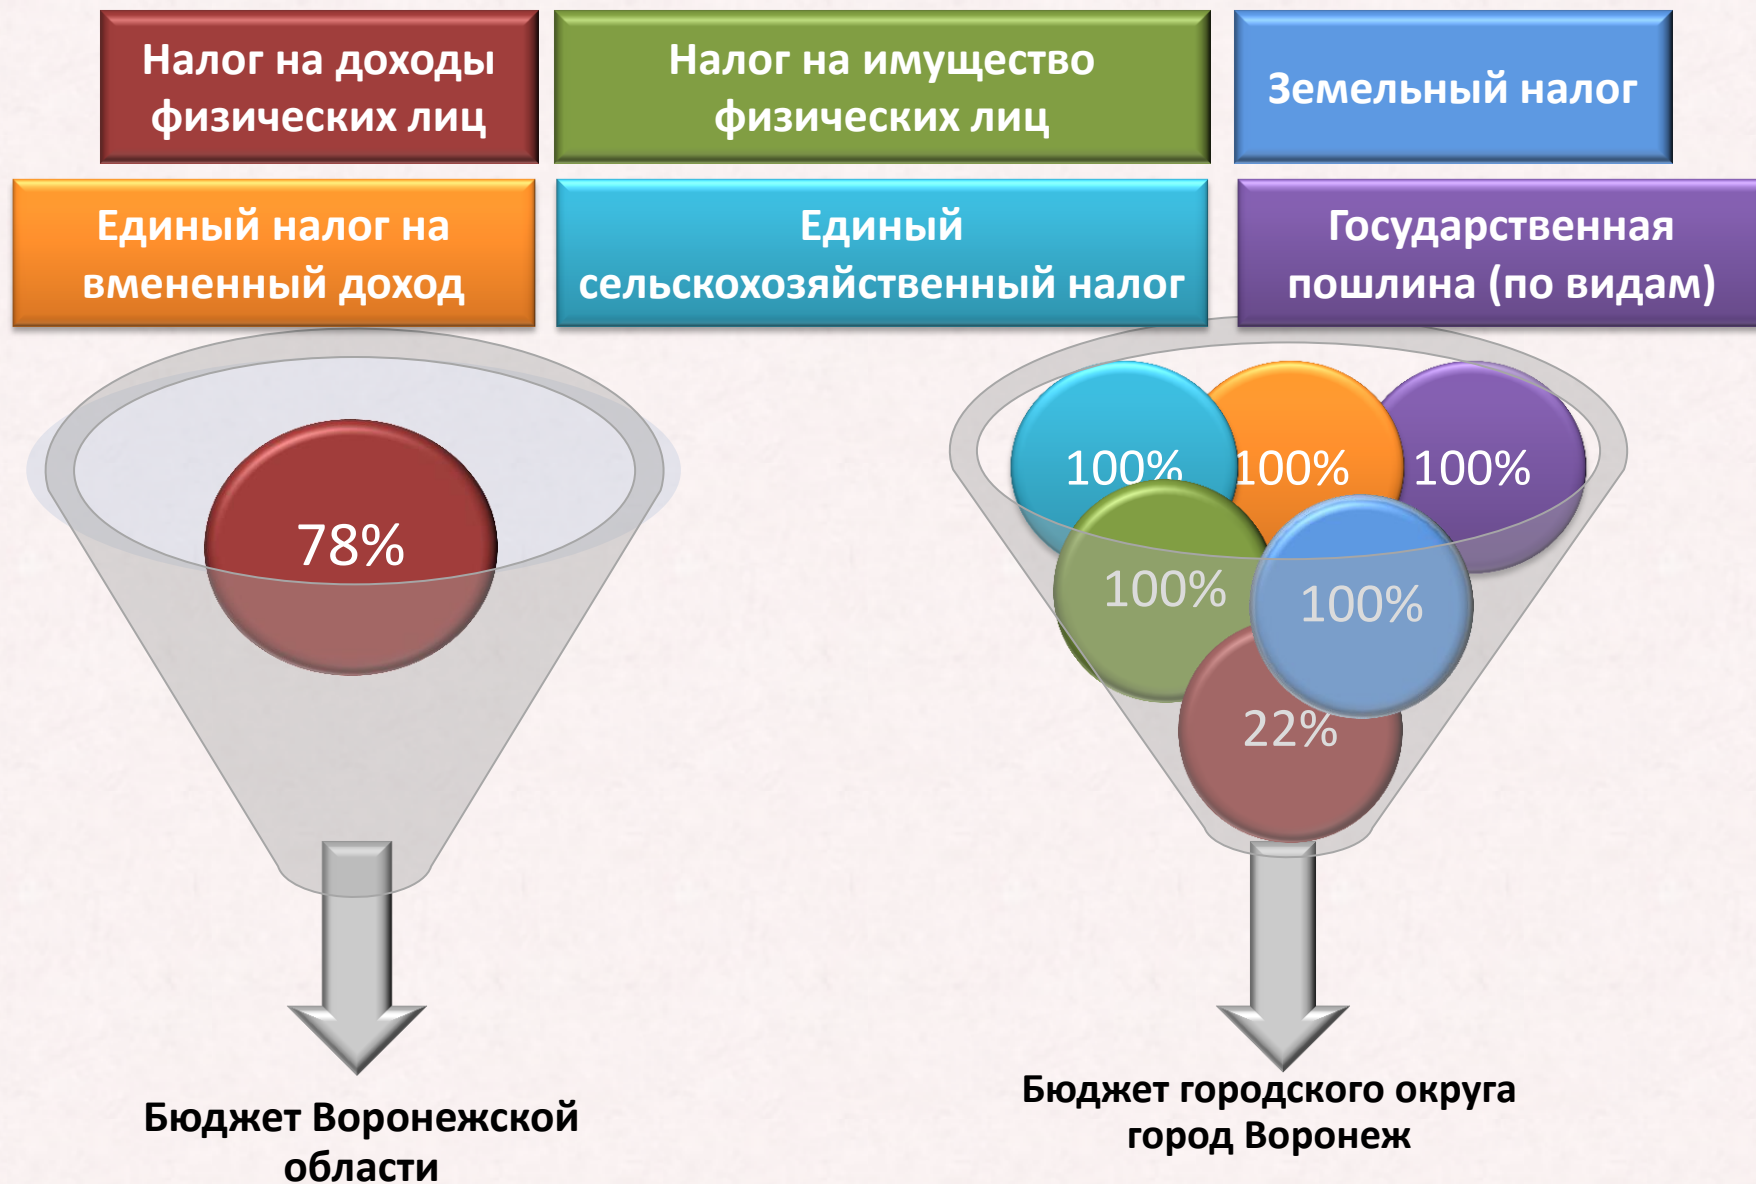 Налог на доходы
физических лиц
Налог на имущество
физических лиц
Земельный налог
Единый налог на
вмененный доход
Единый
сельскохозяйственный налог
Государственная
пошлина (по видам)
78%
100%
100%
100%
100%
100%
22%
Бюджет Воронежской
области
Бюджет городского округа
город Воронеж